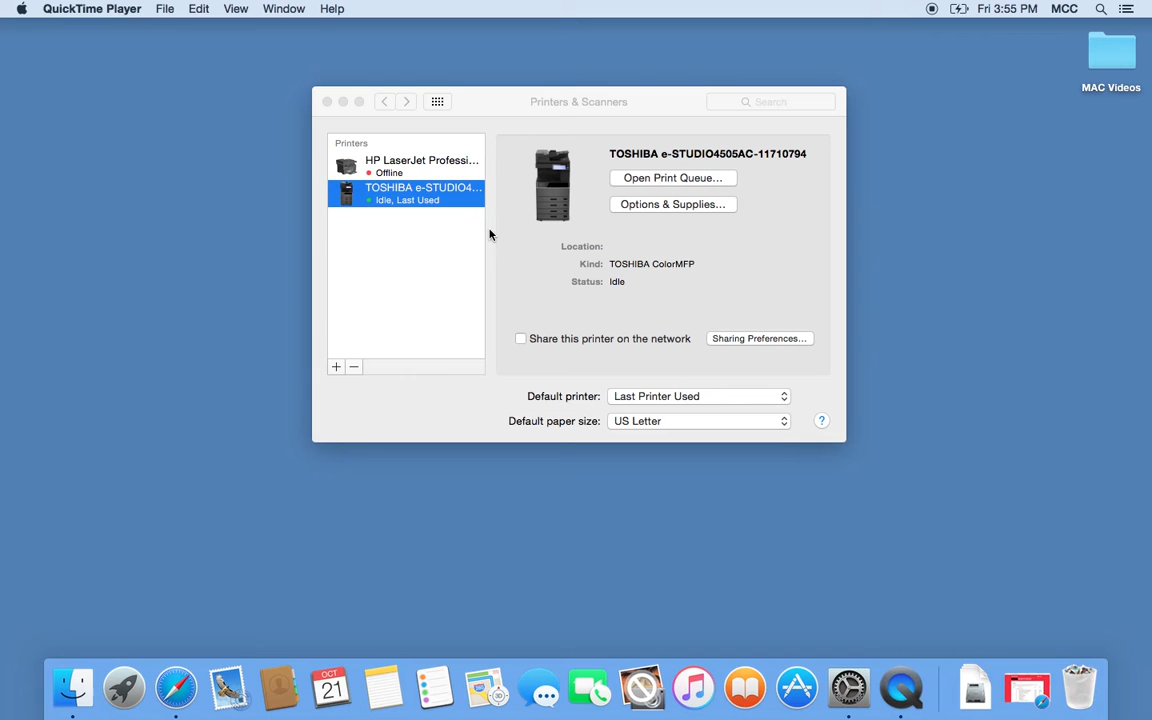 QuickTime Player File Edit View Window Help Fri 3:55 PM MCC
MAC Videos
Printers & Scanners
Search
Printers
HP LaserJet Professi...
Offline
TOSHIBA e-STUDIO4...
Idle, Last Used
TOSHIBA e-STUDIO4505AC-11710794
Open Print Queue...
Options & Supplies...
Location:
Kind: TOSHIBA ColorMFP
Status: Idle
Share this printer on the network
Sharing Preferences...
+ −
Default printer: Last Printer Used
Default paper size: US Letter ?
OCT
21
3D